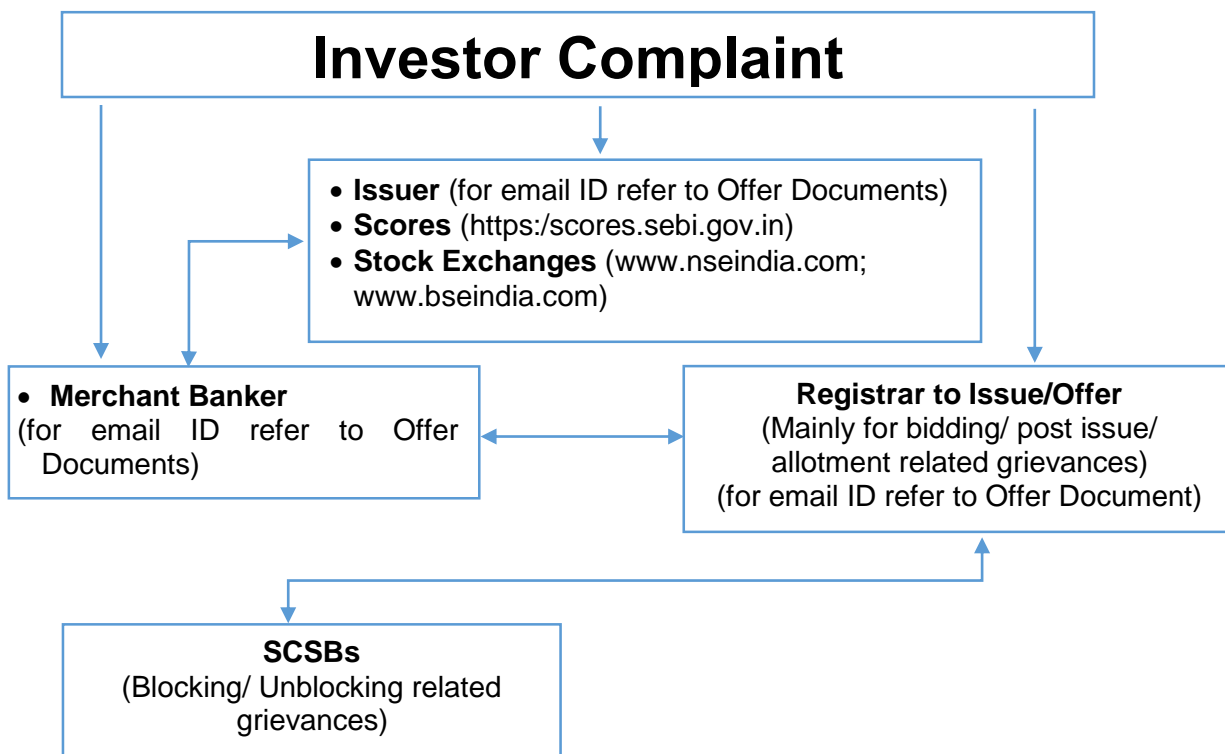 Investor Complaint
• Issuer (for email ID refer to Offer Documents)
• Scores (https:/scores.sebi.gov.in)
• Stock Exchanges (www.nseindia.com;
www.bseindia.com)
• Merchant Banker
(for email ID refer to Offer
Documents)
Registrar to Issue/Offer
(Mainly for bidding/ post issue/
allotment related grievances)
(for email ID refer to Offer Document)
SCSBs
(Blocking/ Unblocking related
grievances)